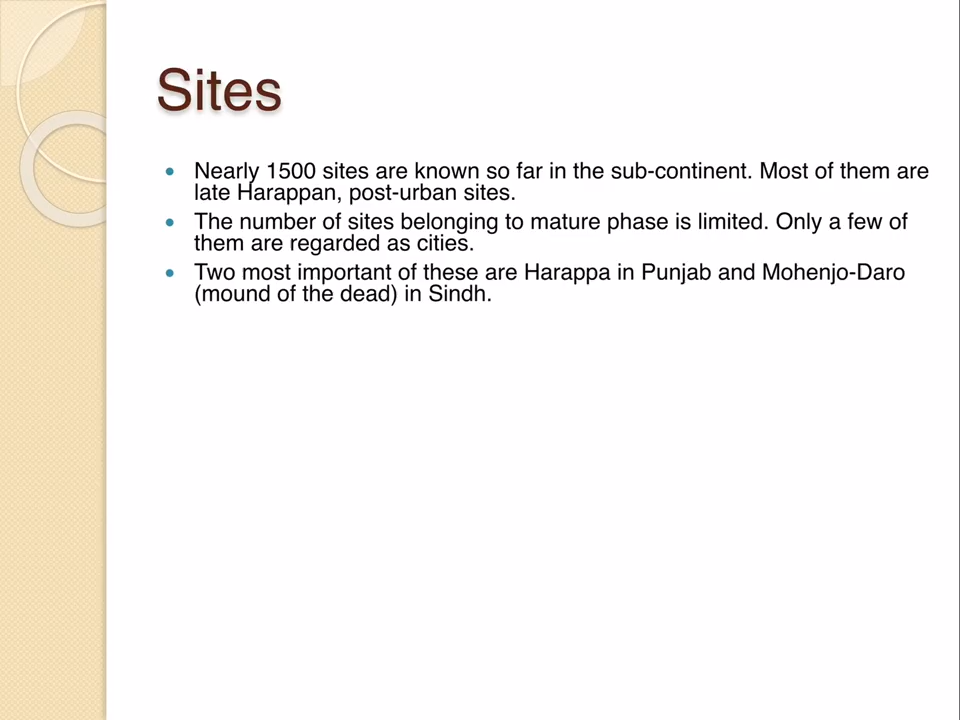 Sites
• Nearly 1500 sites are known so far in the sub-continent. Most of them are
late Harappan, post-urban sites.
• The number of sites belonging to mature phase is limited. Only a few of
them are regarded as cities.
• Two most important of these are Harappa in Punjab and Mohenjo-Daro
(mound of the dead) in Sindh.